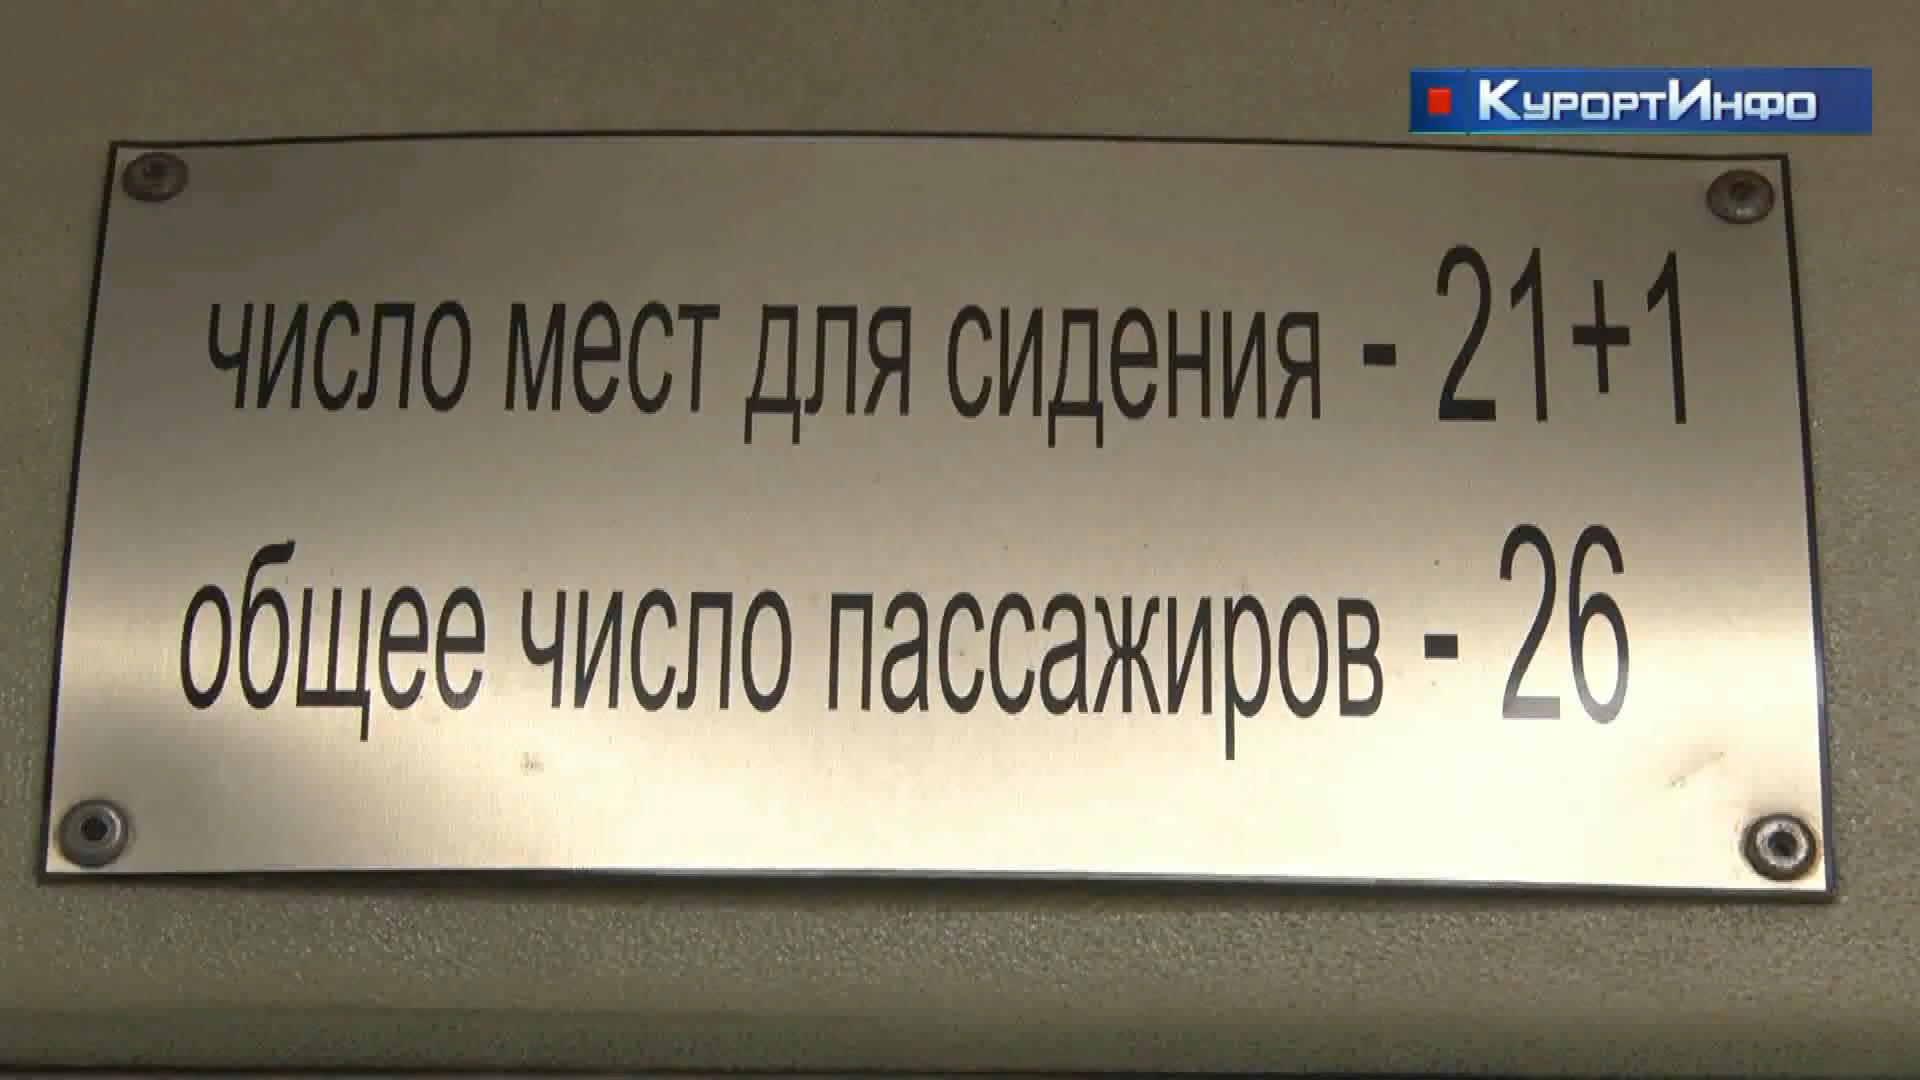 КурортИнфо
число мест для сидения - 21+1
общее число пассажиров - 26